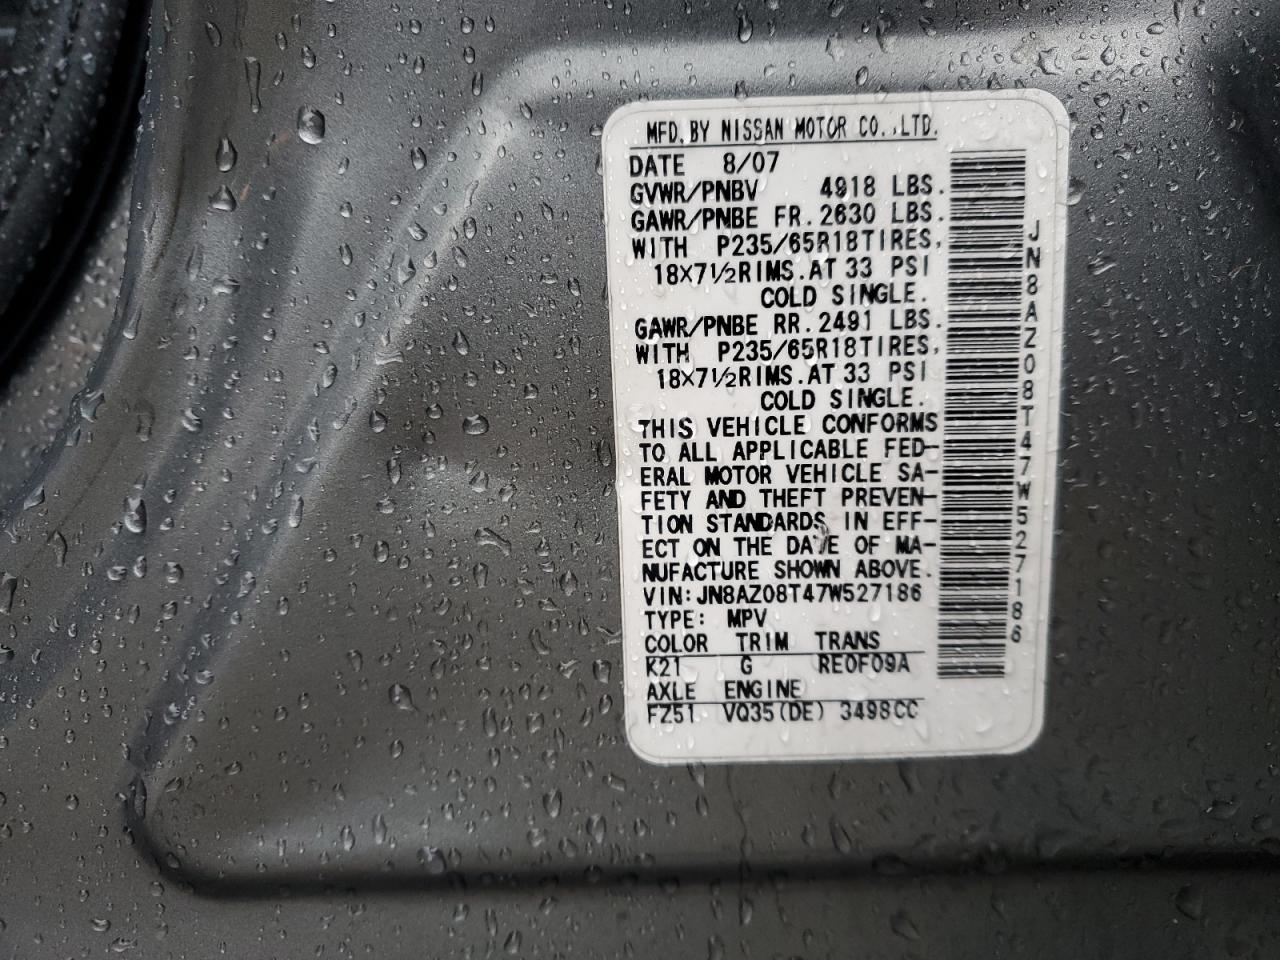 MFD. BY NISSAN MOTOR CO., LTD.
DATE 8/07
GVWR/PNBV 4918 LBS.
GAWR/PNBE FR. 2630 LBS.
WITH P235/65R18TIRES,
18X7½RIMS. AT 33 PSI
COLD SINGLE.
GAWR/PNBE RR. 2491 LBS.
WITH P235/65R18TIRES,
18X7½RIMS. AT 33 PSI
COLD SINGLE.
THIS VEHICLE CONFORMS
TO ALL APPLICABLE FED-
ERAL MOTOR VEHICLE SA-
FETY AND THEFT PREVEN-
TION STANDARDS IN EFF-
ECT ON THE DATE OF MA-
NUFACTURE SHOWN ABOVE.
VIN: JN8AZ08T47W527186
TYPE: MPV
COLOR TRIM TRANS
K21 G RE0F09A
AXLE ENGINE
FZ51 VQ35(DE) 3498CC
JN8AZ08T47W527186